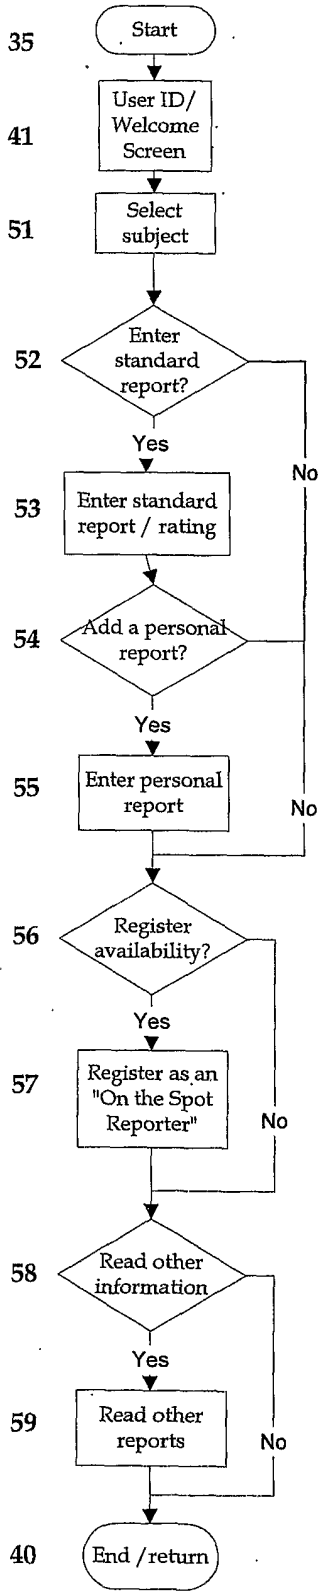 35
Start
41
User ID/
Welcome
Screen
51
Select
subject
52
Enter
standard
report?
Yes
No
53
Enter standard
report / rating
54
Add a personal
report?
Yes
55
Enter personal
report
No
56
Register
availability?
Yes
57
Register as an
"On the Spot
Reporter"
No
58
Read other
information
Yes
59
Read other
reports
No
40
End /return